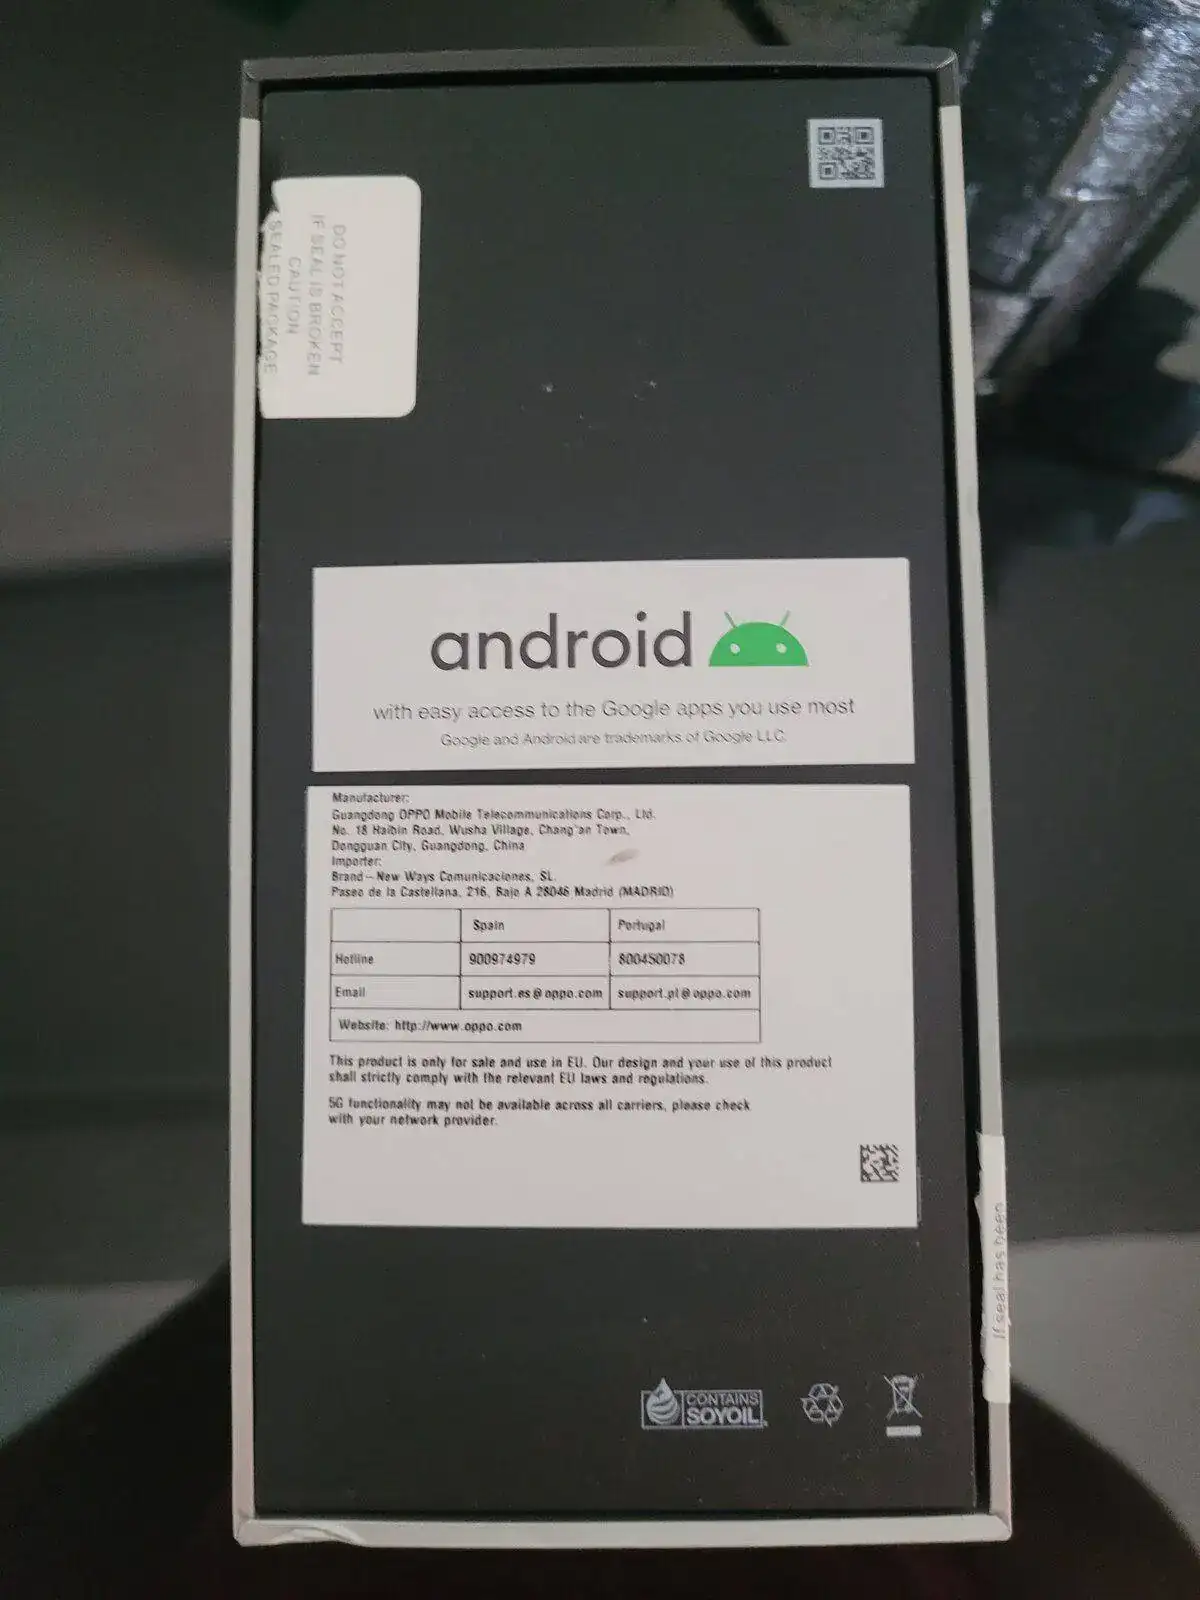 DO NOT ACCEPT
IF SEAL IS BROKEN
CAUTION
SEALED PACKAGE
android
with easy access to the Google apps you use most
Google and Android are trademarks of Google LLC.
Manufacturer:
Guangdong OPPO Mobile Telecommunications Corp., Ltd.
No. 18 Haibin Road, Wusha Village, Chang'an Town,
Dongguan City, Guangdong, China
Importer:
Brand-New Ways Comunicaciones, SL.
Paseo de la Castellana, 216, Bajo A 28046 Madrid (MADRID)
Spain Portugal
Hotline 900974979 800450078
Email support.es@oppo.com support.pt@oppo.com
Website: http://www.oppo.com
This product is only for sale and use in EU. Our design and your use of this product
shall strictly comply with the relevant EU laws and regulations.
5G functionality may not be available across all carriers, please check
with your network provider.
If seal has been
CONTAINS
SOYOIL